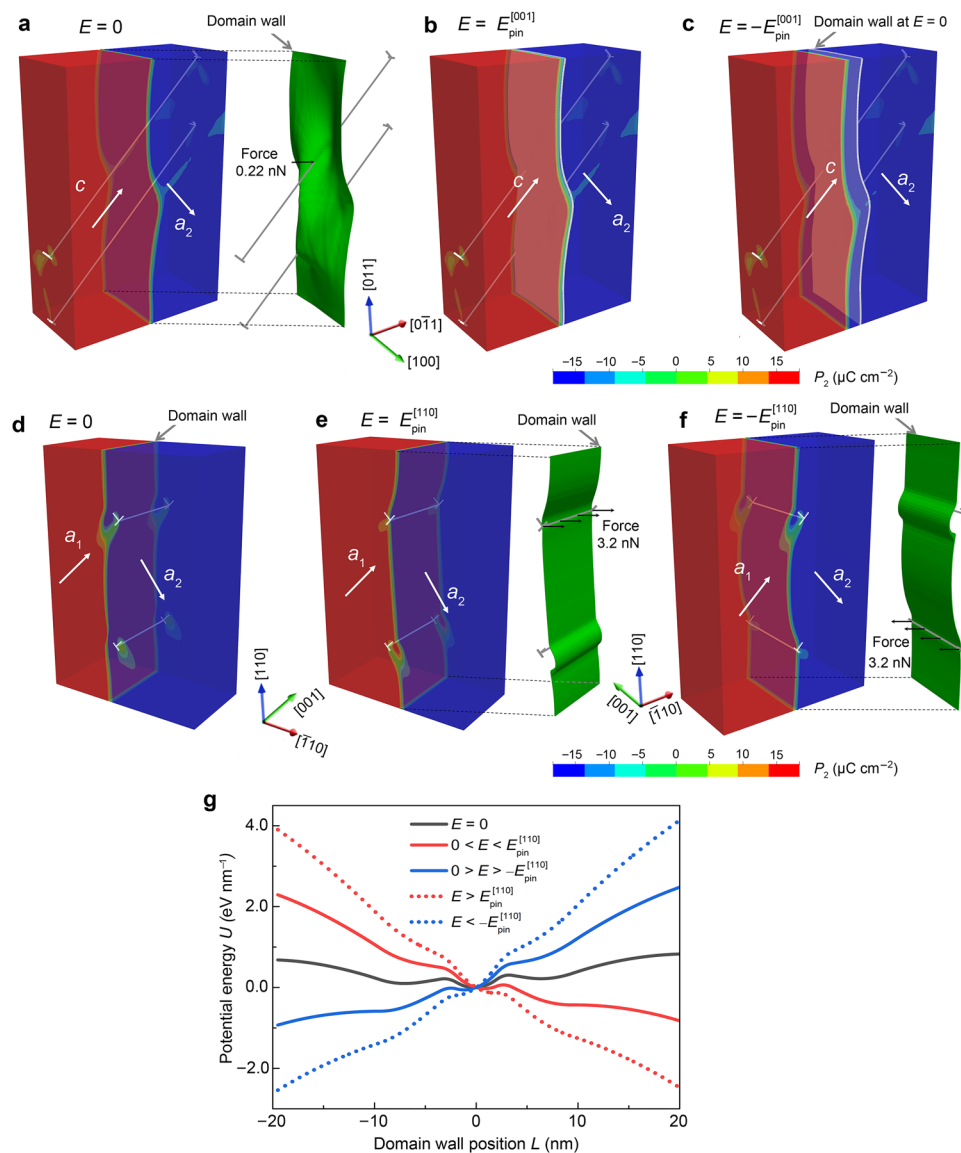 a
E = 0
Domain wall
b
E = E_pin^[001]
c
E = −E_pin^[001]
Domain wall at E = 0
Force
0.22 nN
c
a₂
c
a₂
c
a₂
[011]
[01̄1]
[100]
−15 −10 −5 0 5 10 15
P₂ (μC cm⁻²)
d
E = 0
Domain wall
e
E = E_pin^[110]
Domain wall
f
E = −E_pin^[110]
Domain wall
a₁
a₂
a₁
a₂
a₁
a₂
Force
3.2 nN
Force
3.2 nN
[110]
[001]
[1̄10]
[110]
[001]
[1̄10]
−15 −10 −5 0 5 10 15
P₂ (μC cm⁻²)
g
E = 0
0 < E < E_pin^[110]
0 > E > −E_pin^[110]
E > E_pin^[110]
E < −E_pin^[110]
4.0
2.0
0.0
−2.0
Potential energy U (eV nm⁻¹)
−20 −10 0 10 20
Domain wall position L (nm)